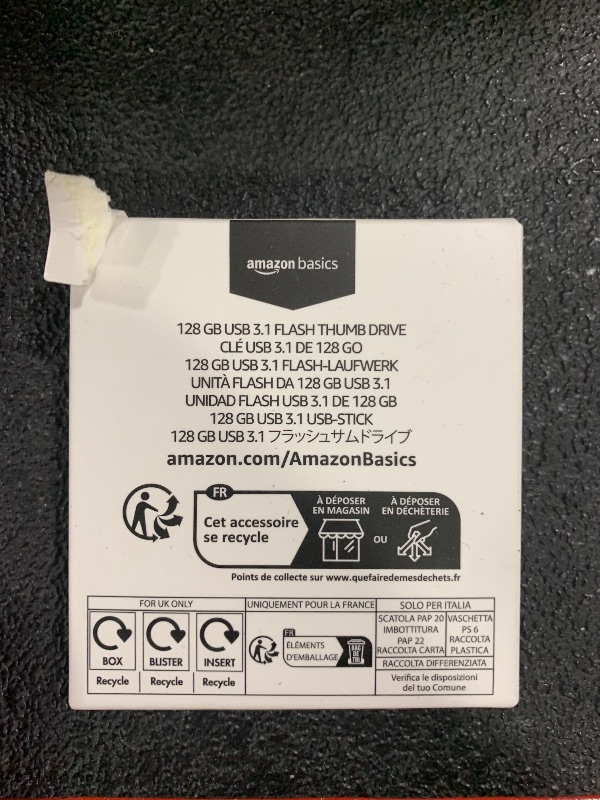 amazon basics
128 GB USB 3.1 FLASH THUMB DRIVE
CLÉ USB 3.1 DE 128 GO
128 GB USB 3.1 FLASH-LAUFWERK
UNITÀ FLASH DA 128 GB USB 3.1
UNIDAD FLASH USB 3.1 DE 128 GB
128 GB USB 3.1 USB-STICK
128 GB USB 3.1 フラッシュサムドライブ
amazon.com/AmazonBasics
FR
Cet accessoire
se recycle
À DÉPOSER
EN MAGASIN
OU
À DÉPOSER
EN DÉCHÈTERIE
Points de collecte sur www.quefairedemesdechets.fr
FOR UK ONLY
BOX
Recycle
BLISTER
Recycle
INSERT
Recycle
UNIQUEMENT POUR LA FRANCE
FR
ÉLÉMENTS
D'EMBALLAGE
BAC
DE
TRI
SOLO PER ITALIA
SCATOLA PAP 20
IMBOTTITURA
PAP 22
RACCOLTA CARTA
VASCHETTA
PS 6
RACCOLTA
PLASTICA
RACCOLTA DIFFERENZIATA
Verifica le disposizioni
del tuo Comune